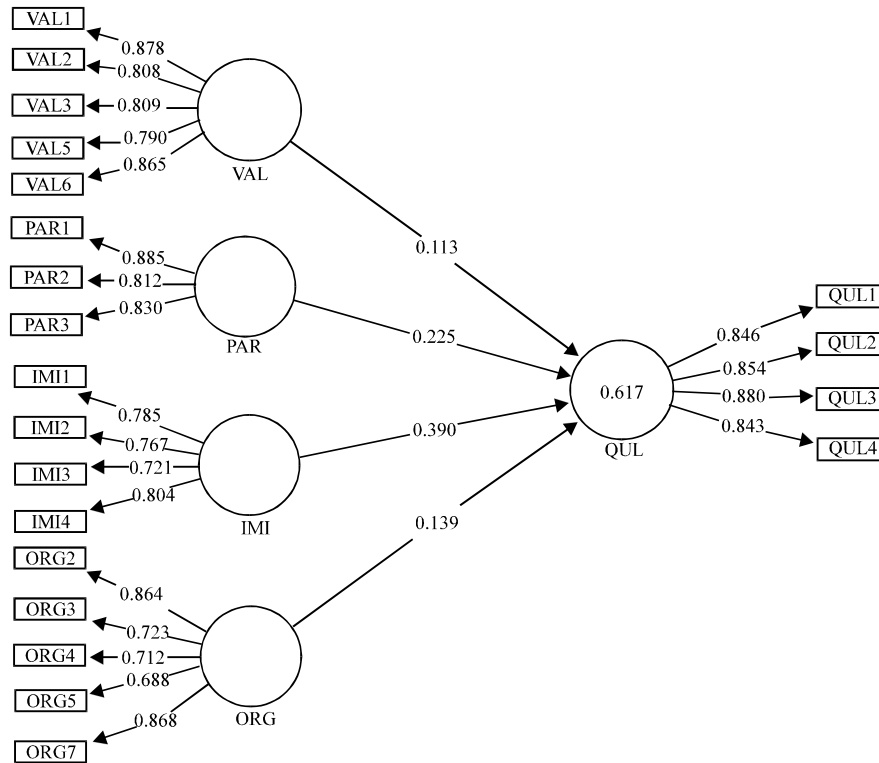 VAL1
0.878
VAL2
0.808
VAL3
0.809
VAL5
0.790
VAL6
0.865
VAL
0.113
PAR1
0.885
PAR2
0.812
PAR3
0.830
PAR
0.225
IMI1
0.785
IMI2
0.767
IMI3
0.721
IMI4
0.804
IMI
0.390
ORG2
0.864
ORG3
0.723
ORG4
0.712
ORG5
0.688
ORG7
0.868
ORG
0.139
0.617
QUL
0.846
QUL1
0.854
QUL2
0.880
QUL3
0.843
QUL4